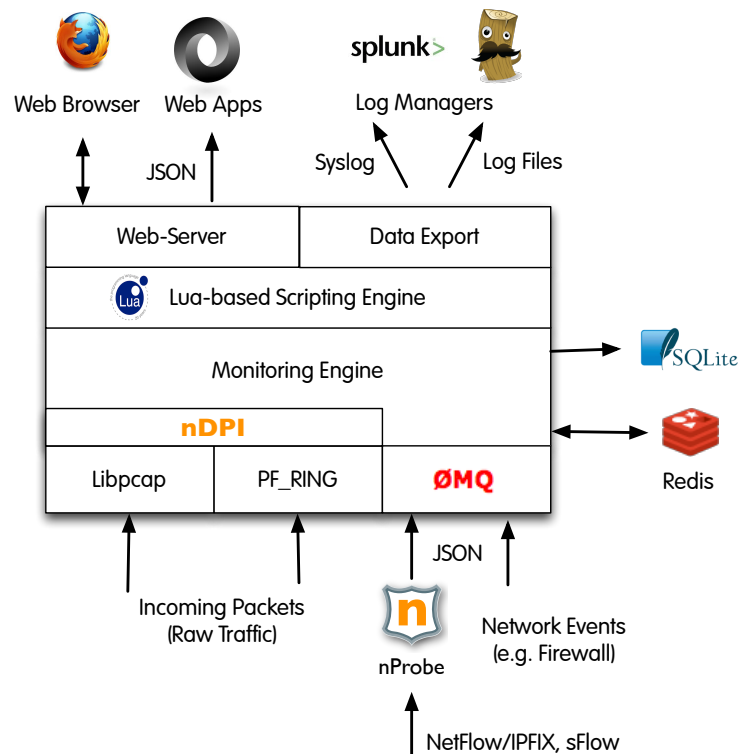 splunk>
Web Browser
Web Apps
Log Managers
JSON
Syslog
Log Files
Web-Server
Data Export
Lua
Lua-based Scripting Engine
Monitoring Engine
SQLite
nDPI
Libpcap
PF_RING
ØMQ
Redis
JSON
Incoming Packets
(Raw Traffic)
n
nProbe
Network Events
(e.g. Firewall)
NetFlow/IPFIX, sFlow